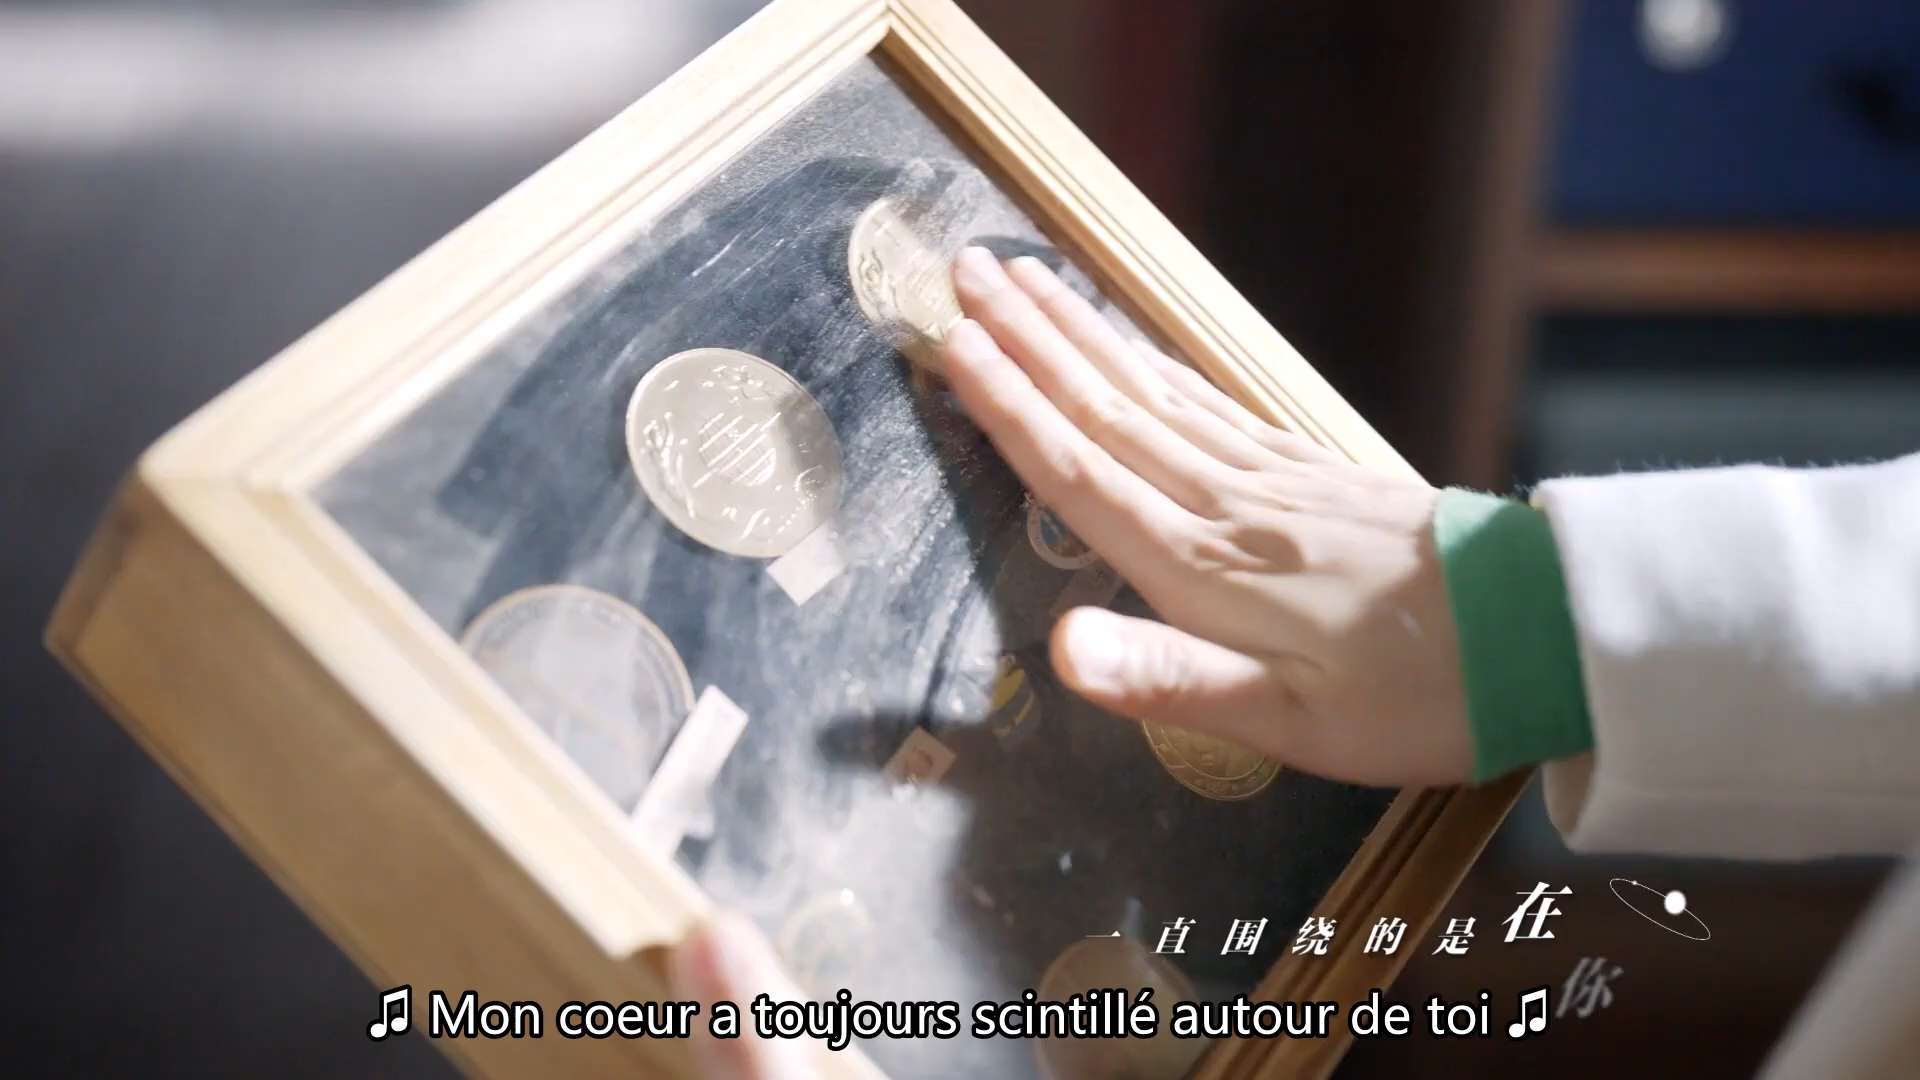 一直围绕的是在
你
♫ Mon coeur a toujours scintillé autour de toi ♫